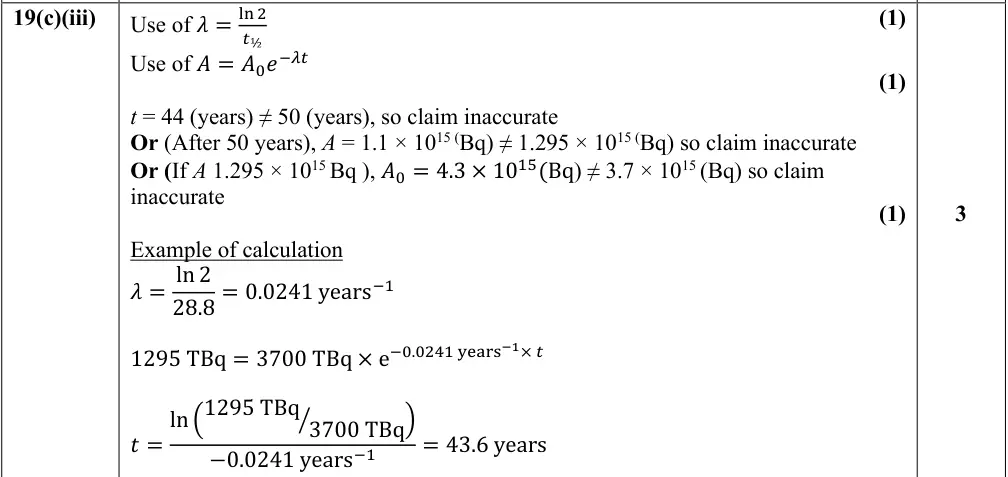 19(c)(iii)
Use of λ = ln 2 / t½ (1)
Use of A = A₀e^(−λt)
(1)
t = 44 (years) ≠ 50 (years), so claim inaccurate
Or (After 50 years), A = 1.1 × 10¹⁵ ⁽Bq) ≠ 1.295 × 10¹⁵ ⁽Bq) so claim inaccurate
Or (If A 1.295 × 10¹⁵ Bq ), A₀ = 4.3 × 10¹⁵(Bq) ≠ 3.7 × 10¹⁵ (Bq) so claim
inaccurate
(1) 3
Example of calculation
λ = ln 2 / 28.8 = 0.0241 years⁻¹
1295 TBq = 3700 TBq × e^(−0.0241 years⁻¹× t)
t = ln (1295 TBq/3700 TBq) / −0.0241 years⁻¹ = 43.6 years